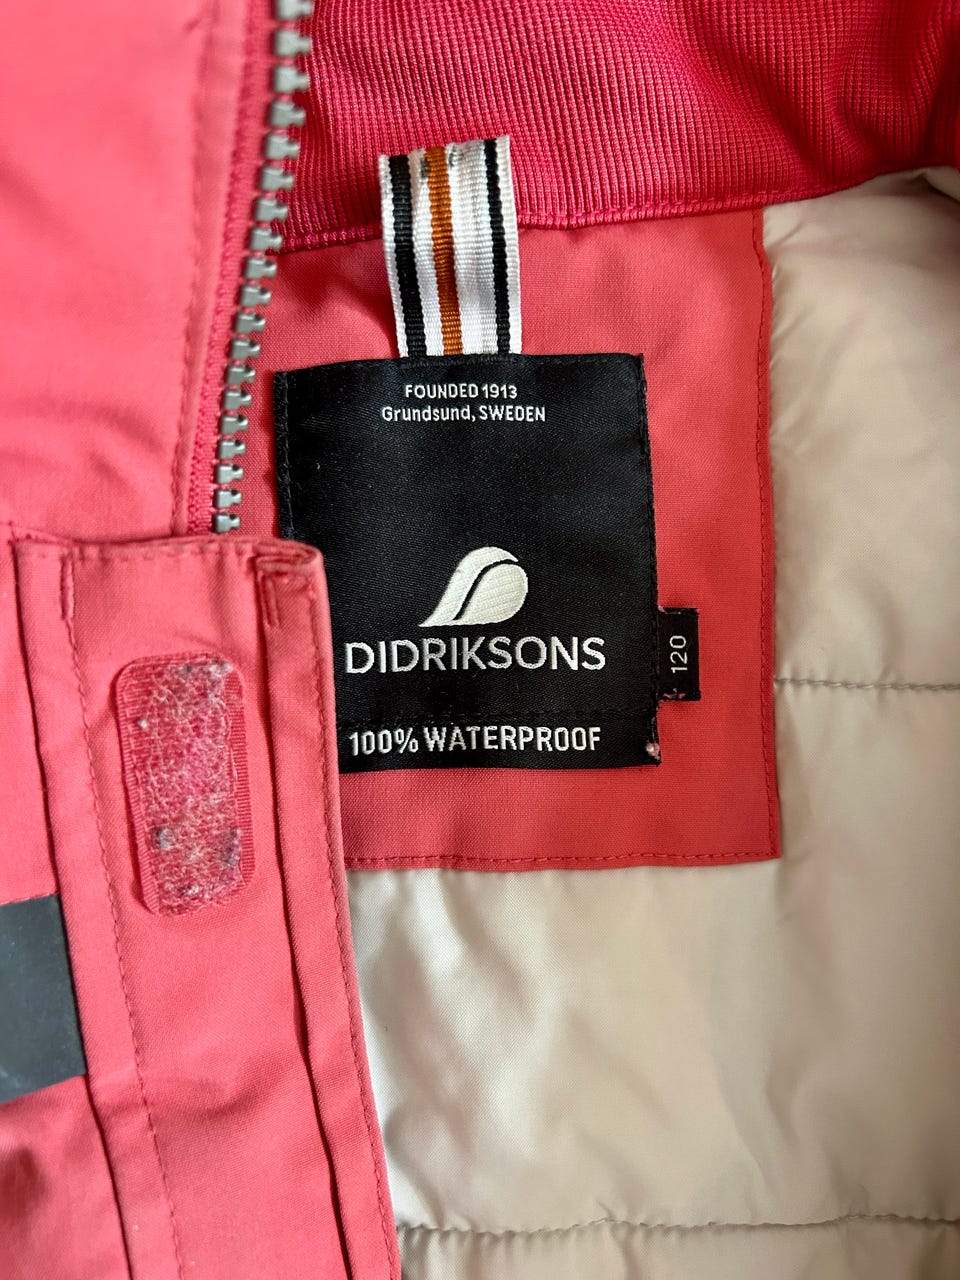 FOUNDED 1913
Grundsund, SWEDEN
DIDRIKSONS
120
100% WATERPROOF